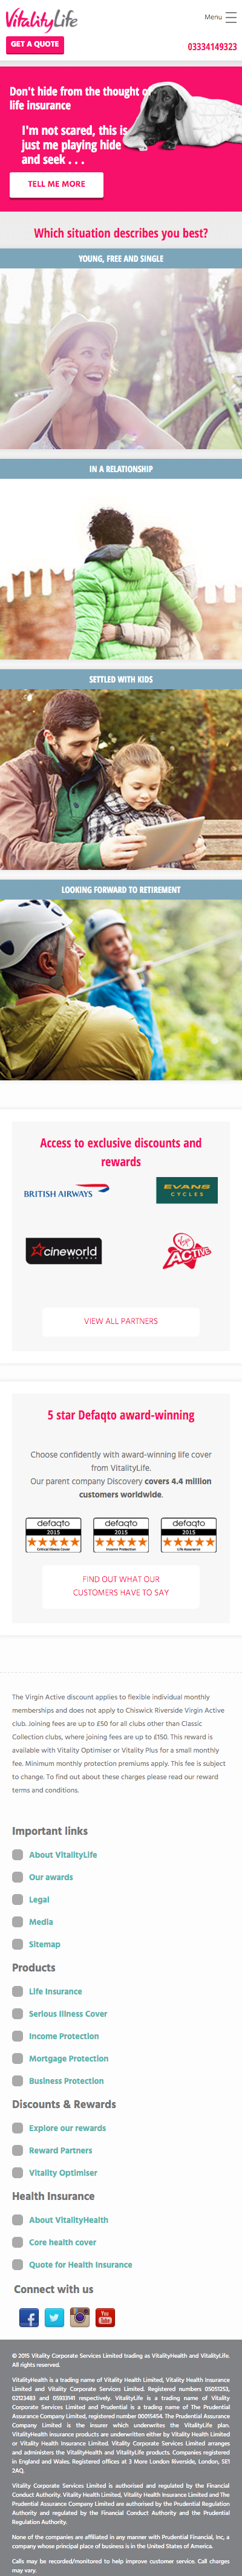 VitalityLife
Menu
GET A QUOTE
03334149323
Don't hide from the thought of
life insurance
I'm not scared, this is
just me playing hide
and seek . . .
TELL ME MORE
Which situation describes you best?
YOUNG, FREE AND SINGLE
IN A RELATIONSHIP
SETTLED WITH KIDS
LOOKING FORWARD TO RETIREMENT
Access to exclusive discounts and
rewards
BRITISH AIRWAYS
EVANS
CYCLES
cineworld
CINEMAS
Virgin
ACTIVE
VIEW ALL PARTNERS
5 star Defaqto award-winning
Choose confidently with award-winning life cover
from VitalityLife.
Our parent company Discovery covers 4.4 million
customers worldwide.
defaqto defaqto defaqto
2015 2015 2015
Critical Illness Cover Income Protection Life Assurance
FIND OUT WHAT OUR
CUSTOMERS HAVE TO SAY
The Virgin Active discount applies to flexible individual monthly
memberships and does not apply to Chiswick Riverside Virgin Active
club. Joining fees are up to £50 for all clubs other than Classic
Collection clubs, where joining fees are up to £150. This reward is
available with Vitality Optimiser or Vitality Plus for a small monthly
fee. Minimum monthly protection premiums apply. This fee is subject
to change. To find out about these charges please read our reward
terms and conditions.
Important links
About VitalityLife
Our awards
Legal
Media
Sitemap
Products
Life Insurance
Serious Illness Cover
Income Protection
Mortgage Protection
Business Protection
Discounts & Rewards
Explore our rewards
Reward Partners
Vitality Optimiser
Health Insurance
About VitalityHealth
Core health cover
Quote for Health Insurance
Connect with us
You
Tube
© 2015 Vitality Corporate Services Limited trading as VitalityHealth and VitalityLife.
All rights reserved.
VitalityHealth is a trading name of Vitality Health Limited, Vitality Health Insurance
Limited and Vitality Corporate Services Limited. Registered numbers 05051253,
02123483 and 05933141 respectively. VitalityLife is a trading name of Vitality
Corporate Services Limited and Prudential is a trading name of The Prudential
Assurance Company Limited, registered number 00015454. The Prudential Assurance
Company Limited is the insurer which underwrites the VitalityLife plan.
VitalityHealth insurance products are underwritten either by Vitality Health Limited
or Vitality Health Insurance Limited. Vitality Corporate Services Limited arranges
and administers the VitalityHealth and VitalityLife products. Companies registered
in England and Wales. Registered offices at 3 More London Riverside, London, SE1
2AQ.
Vitality Corporate Services Limited is authorised and regulated by the Financial
Conduct Authority. Vitality Health Limited, Vitality Health Insurance Limited and The
Prudential Assurance Company Limited are authorised by the Prudential Regulation
Authority and regulated by the Financial Conduct Authority and the Prudential
Regulation Authority.
None of the companies are affiliated in any manner with Prudential Financial, Inc, a
company whose principal place of business is in the United States of America.
Calls may be recorded/monitored to help improve customer service. Call charges
may vary.